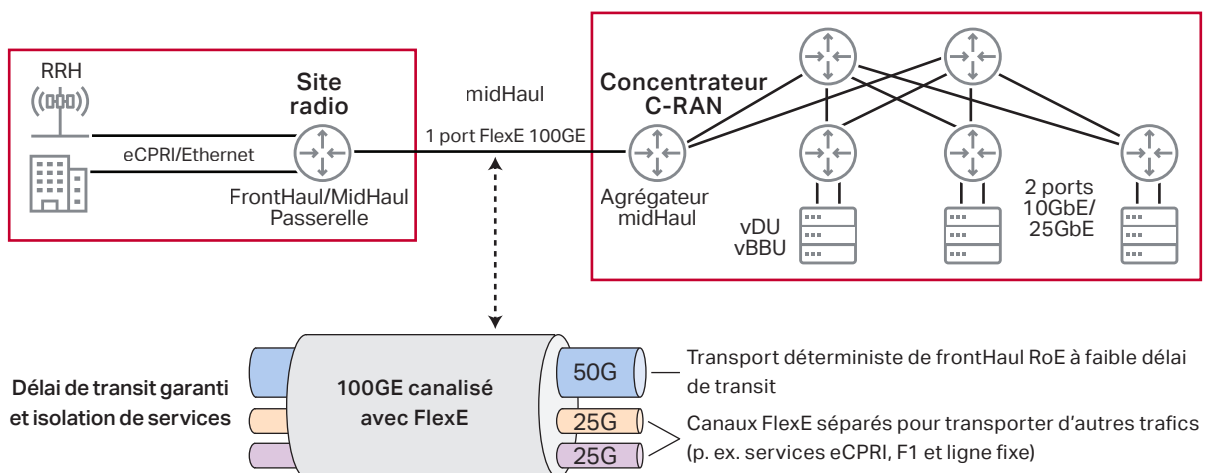 RRH
eCPRI/Ethernet
Site
radio
FrontHaul/MidHaul
Passerelle
midHaul
1 port FlexE 100GE
Concentrateur
C-RAN
Agrégateur
midHaul
vDU
vBBU
2 ports
10GbE/
25GbE
Délai de transit garanti
et isolation de services
100GE canalisé
avec FlexE
50G
25G
25G
Transport déterministe de frontHaul RoE à faible délai
de transit
Canaux FlexE séparés pour transporter d'autres trafics
(p. ex. services eCPRI, F1 et ligne fixe)